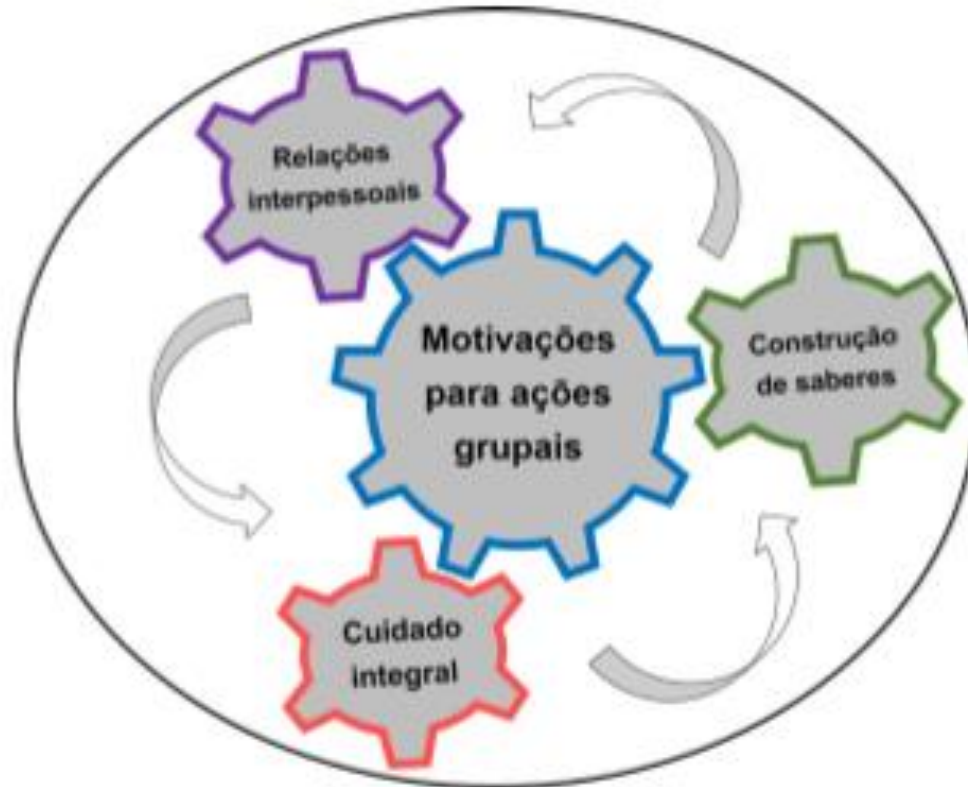 Relações
interpessoais
Motivações
para ações
grupais
Construção
de saberes
Cuidado
integral